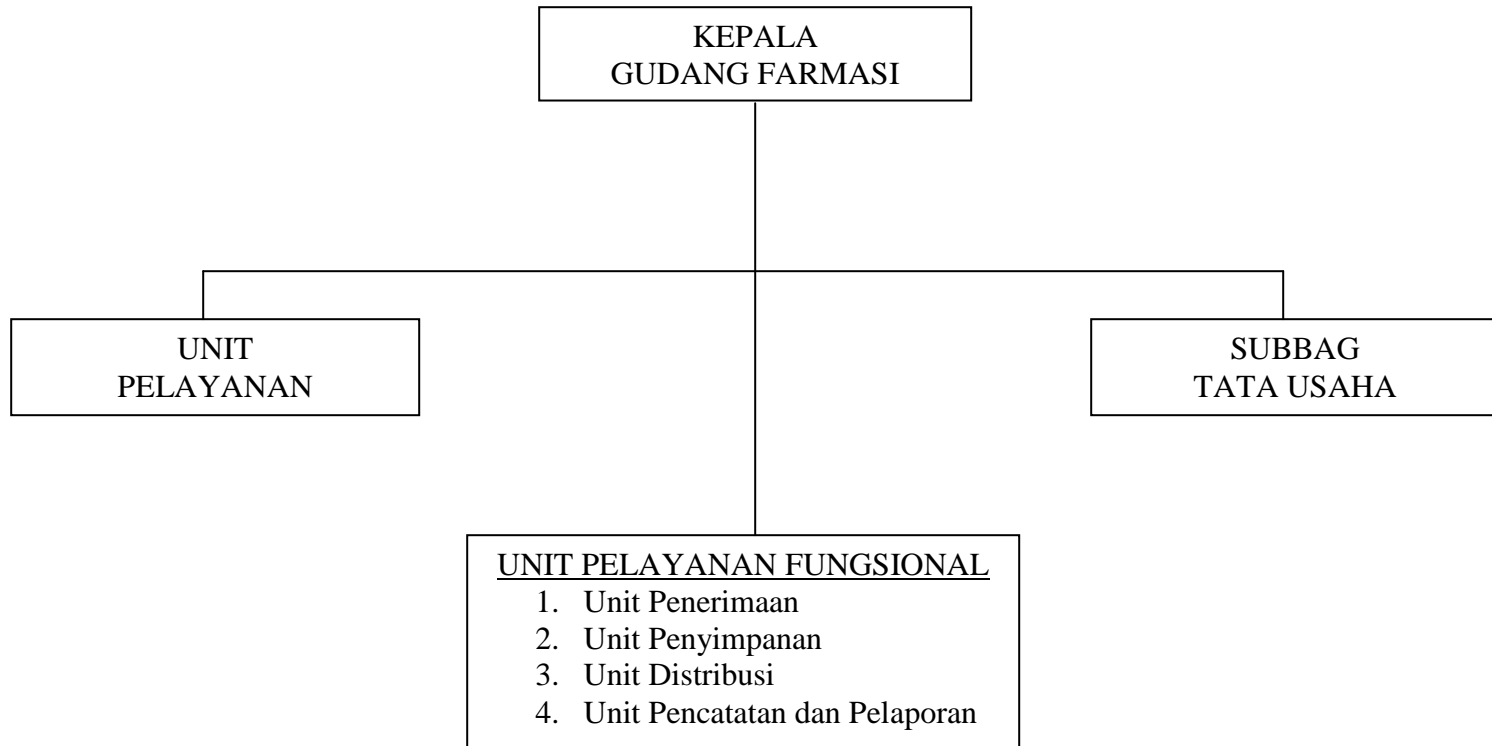 KEPALA
GUDANG FARMASI
UNIT
PELAYANAN
SUBBAG
TATA USAHA
UNIT PELAYANAN FUNGSIONAL
1. Unit Penerimaan
2. Unit Penyimpanan
3. Unit Distribusi
4. Unit Pencatatan dan Pelaporan